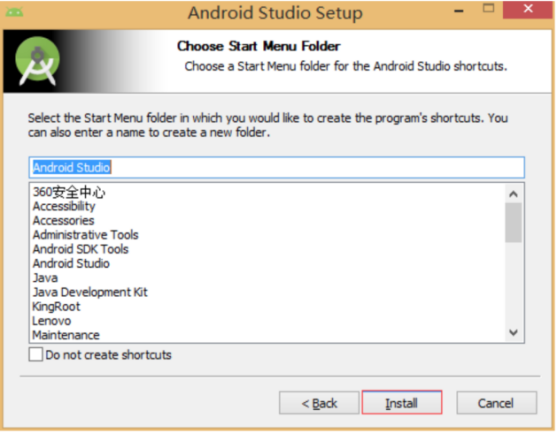 Android Studio Setup
Choose Start Menu Folder
Choose a Start Menu folder for the Android Studio shortcuts.
Select the Start Menu folder in which you would like to create the program's shortcuts. You
can also enter a name to create a new folder.
Android Studio
360安全中心
Accessibility
Accessories
Administrative Tools
Android SDK Tools
Android Studio
Java
Java Development Kit
KingRoot
Lenovo
Maintenance
Do not create shortcuts
< Back
Install
Cancel